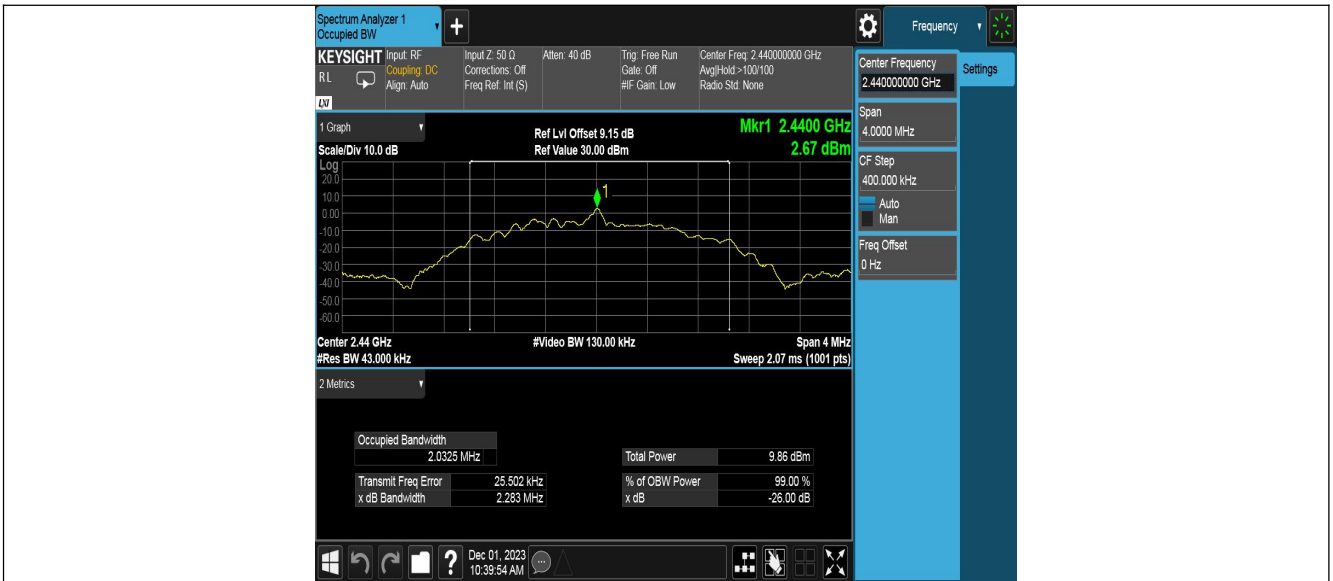 Spectrum Analyzer 1
Occupied BW
Frequency
KEYSIGHT
RL
LXI
Input: RF
Coupling: DC
Align: Auto
Input Z: 50 Ω
Corrections: Off
Freq Ref: Int (S)
Atten: 40 dB
Trig: Free Run
Gate: Off
#IF Gain: Low
Center Freq: 2.440000000 GHz
Avg|Hold:>100/100
Radio Std: None
Center Frequency
2.440000000 GHz
Settings
Span
4.0000 MHz
CF Step
400.000 kHz
Auto
Man
Freq Offset
0 Hz
1 Graph
Scale/Div 10.0 dB
Ref Lvl Offset 9.15 dB
Ref Value 30.00 dBm
Mkr1 2.4400 GHz
2.67 dBm
Log
20.0
10.0
0.00
-10.0
-20.0
-30.0
-40.0
-50.0
-60.0
1
Center 2.44 GHz
#Video BW 130.00 kHz
Span 4 MHz
#Res BW 43.000 kHz
Sweep 2.07 ms (1001 pts)
2 Metrics
Occupied Bandwidth
2.0325 MHz
Total Power 9.86 dBm
Transmit Freq Error 25.502 kHz
% of OBW Power 99.00 %
x dB Bandwidth 2.283 MHz
x dB -26.00 dB
?
Dec 01, 2023
10:39:54 AM